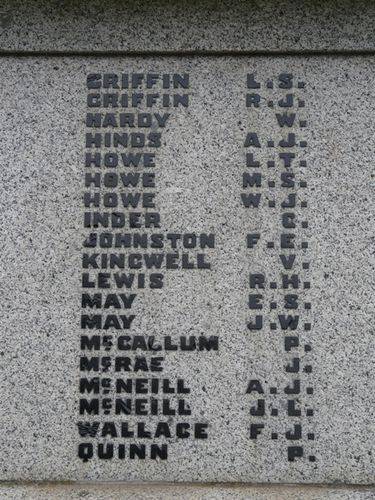 GRIFFIN L.S.
GRIFFIN R.J.
HARDY W.
HINDS A.J.
HOWE L.T.
HOWE M.S.
HOWE W.J.
INDER C.
JOHNSTON F.E.
KINGWELL V.
LEWIS R.H.
MAY E.S.
MAY J.W.
McCALLUM P.
McRAE J.
McNEILL A.J.
McNEILL J.L.
WALLACE F.J.
QUINN P.